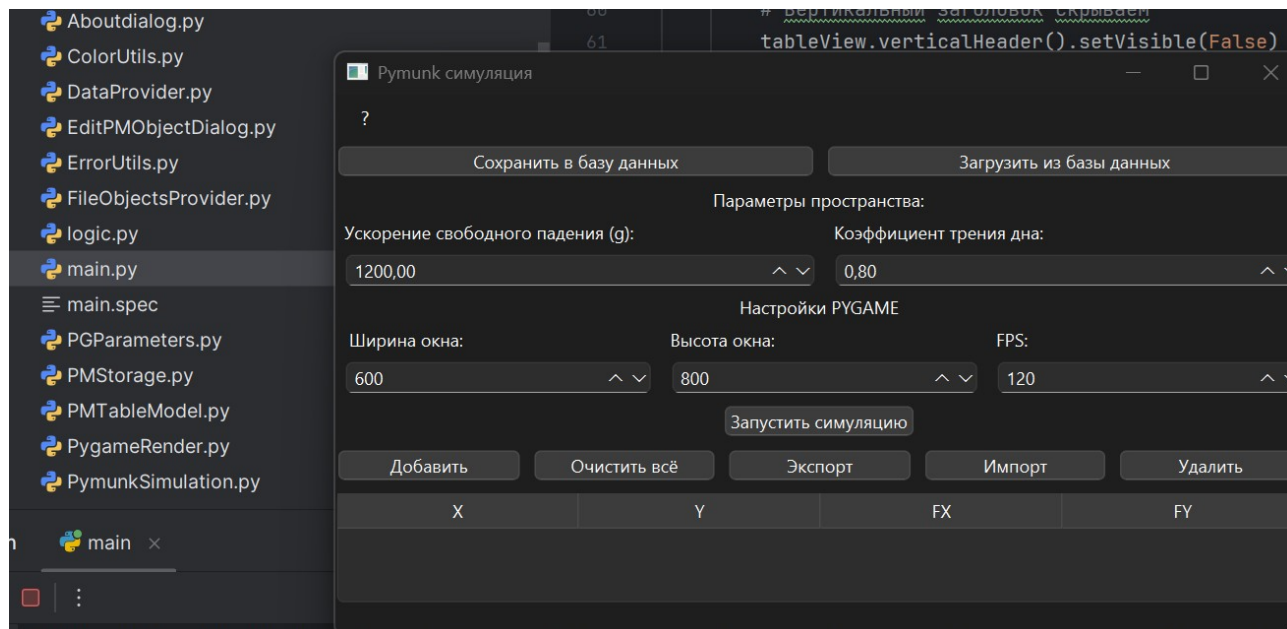 Aboutdialog.py
ColorUtils.py
DataProvider.py
EditPMObjectDialog.py
ErrorUtils.py
FileObjectsProvider.py
logic.py
main.py
main.spec
PGParameters.py
PMStorage.py
PMTableModel.py
PygameRender.py
PymunkSimulation.py
main ×
# Вертикальный заголовок скрываем
61 tableView.verticalHeader().setVisible(False)
Pymunk симуляция
?
Сохранить в базу данных Загрузить из базы данных
Параметры пространства:
Ускорение свободного падения (g): Коэффициент трения дна:
1200,00 0,80
Настройки PYGAME
Ширина окна: Высота окна: FPS:
600 800 120
Запустить симуляцию
Добавить Очистить всё Экспорт Импорт Удалить
X Y FX FY